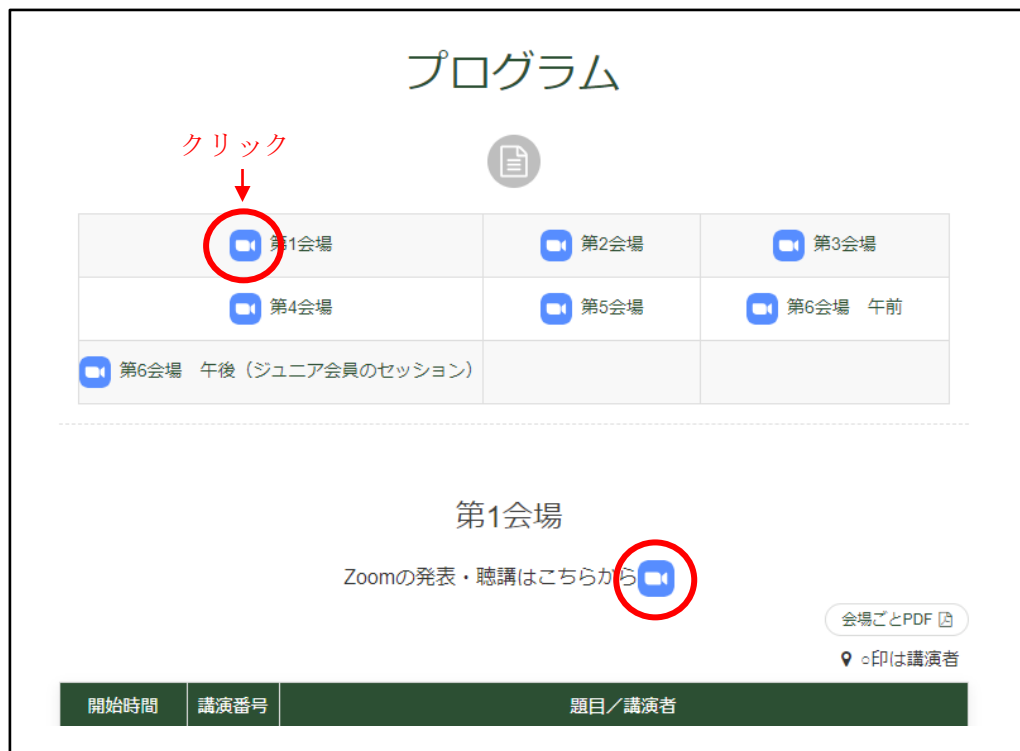 プログラム
クリック
第1会場 第2会場 第3会場
第4会場 第5会場 第6会場　午前
第6会場　午後（ジュニア会員のセッション）
第1会場
Zoomの発表・聴講はこちらから
会場ごとPDF
○印は講演者
開始時間 講演番号 題目／講演者